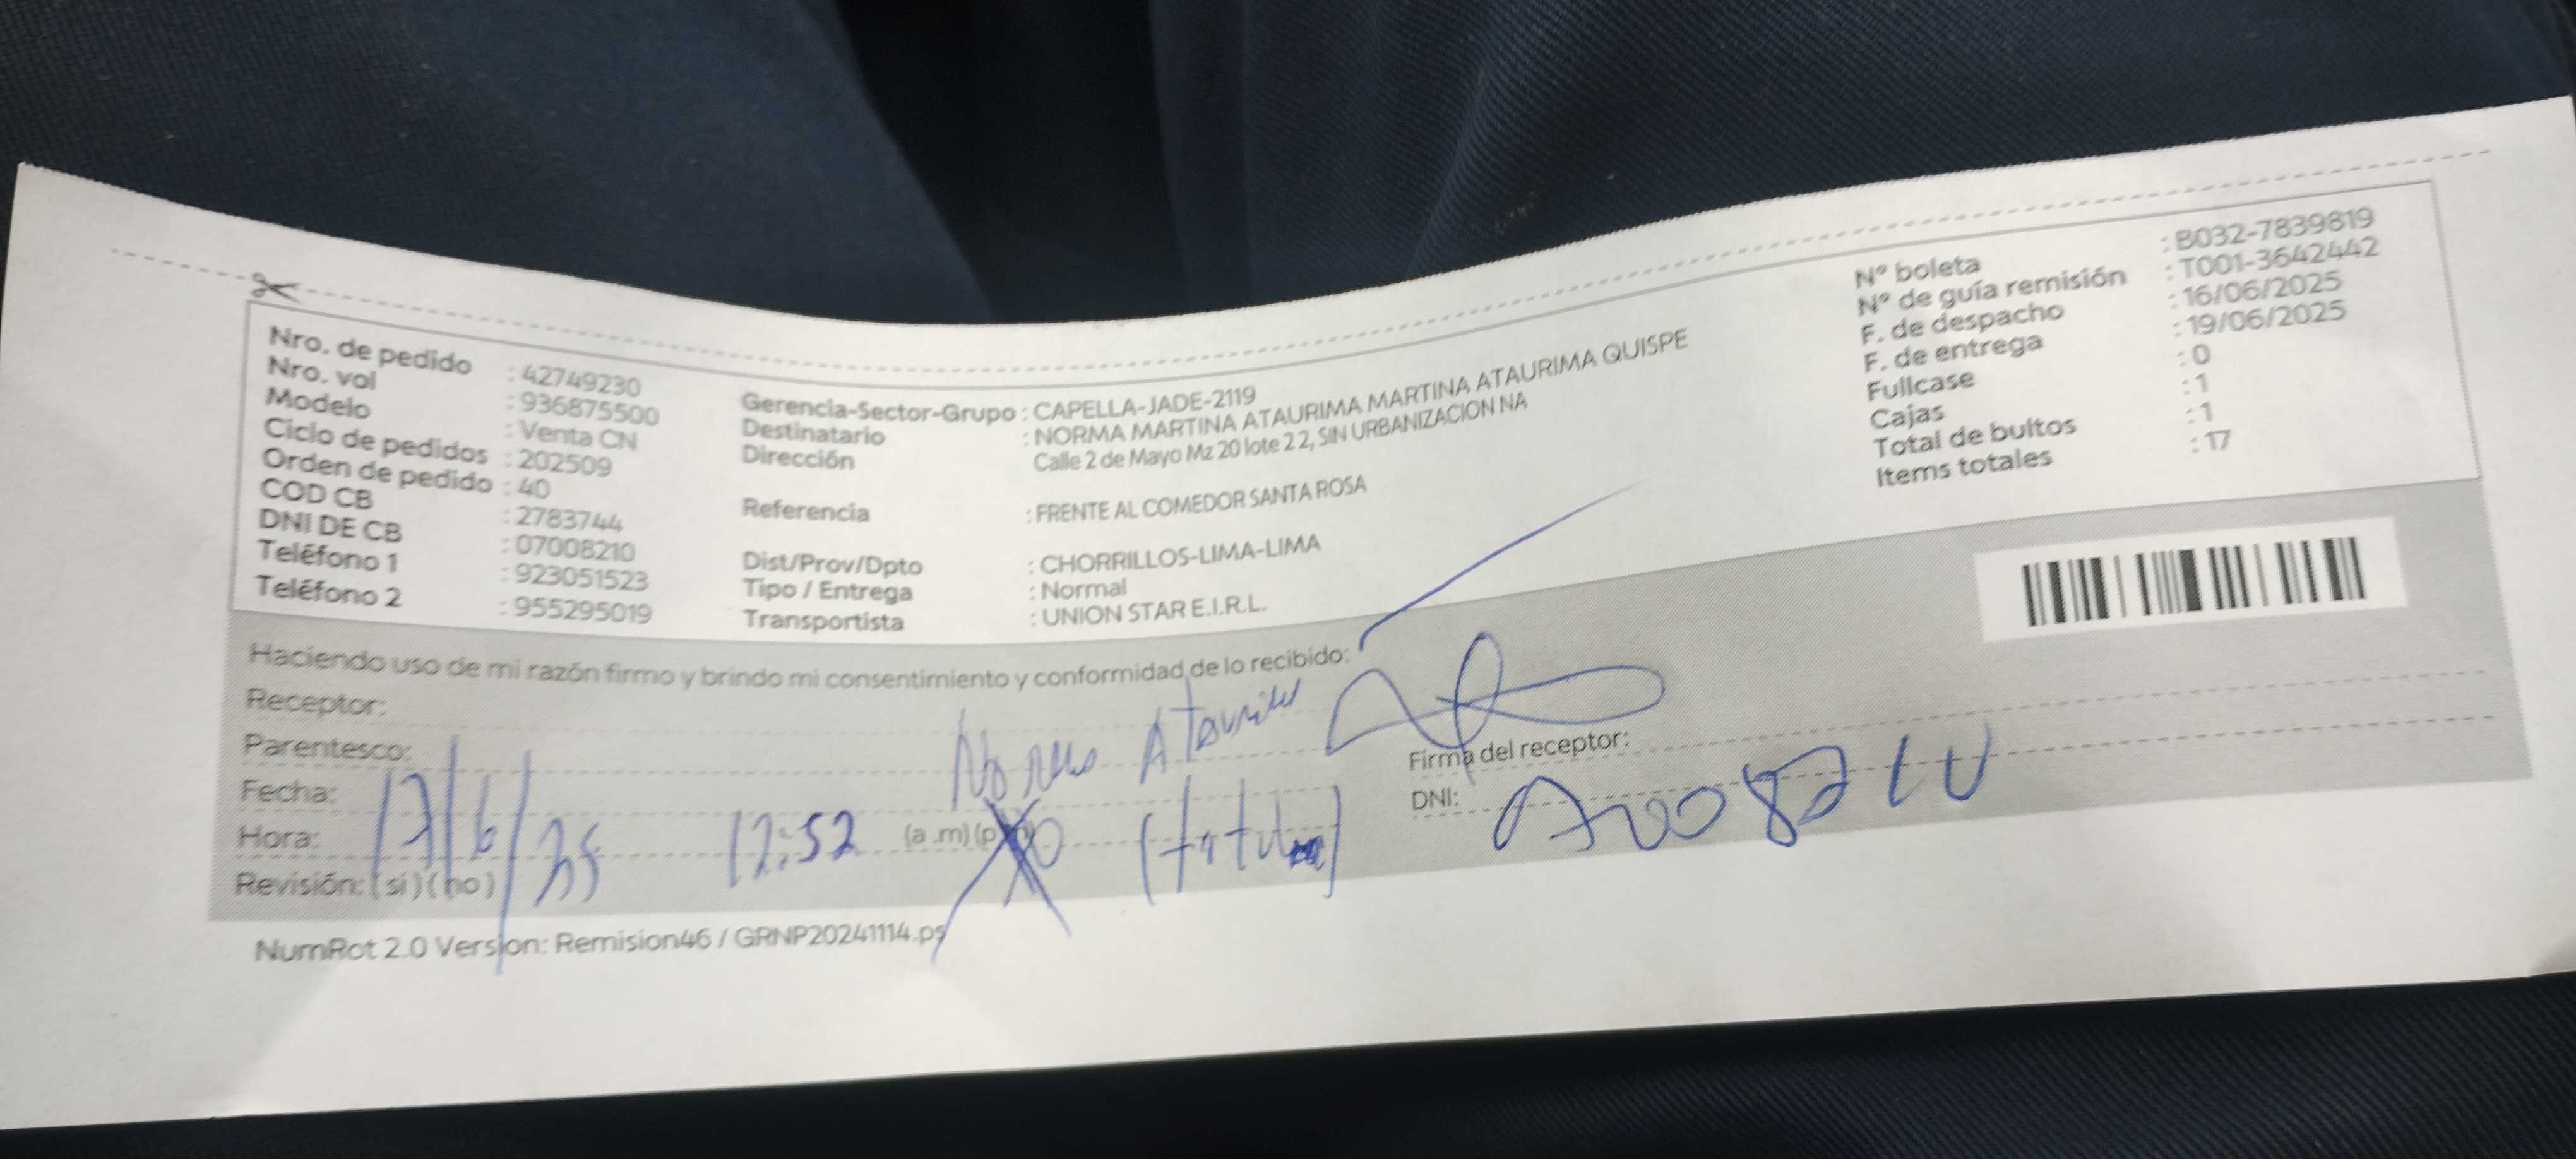 Nro. de pedido : 42749230
Nro. vol : 936875500
Modelo : Venta CN
Ciclo de pedidos : 202509
Orden de pedido : 40
COD CB : 2783744
DNI DE CB : 07008210
Teléfono 1 : 923051523
Teléfono 2 : 955295019
Gerencia-Sector-Grupo : CAPELLA-JADE-2119
Destinatario : NORMA MARTINA ATAURIMA MARTINA ATAURIMA QUISPE
Dirección : Calle 2 de Mayo Mz 20 lote 2 2, SIN URBANIZACION NA
Referencia : FRENTE AL COMEDOR SANTA ROSA
Dist/Prov/Dpto : CHORRILLOS-LIMA-LIMA
Tipo / Entrega : Normal
Transportista : UNION STAR E.I.R.L.
N° boleta : B032-7839819
N° de guía remisión : T001-3642442
F. de despacho : 16/06/2025
F. de entrega : 19/06/2025
Fullcase : 0
Cajas : 1
Total de bultos : 1
Items totales : 17
Haciendo uso de mi razón firmo y brindo mi consentimiento y conformidad de lo recibido:
Receptor:
Parentesco:
Fecha: 17/6/25
Hora: 12:52 (a .m) (p
Revisión: (si) (no)
Norma
Firma del receptor:
DNI:
NumRot 2.0 Version: Remision46 / GRNP20241114.ps